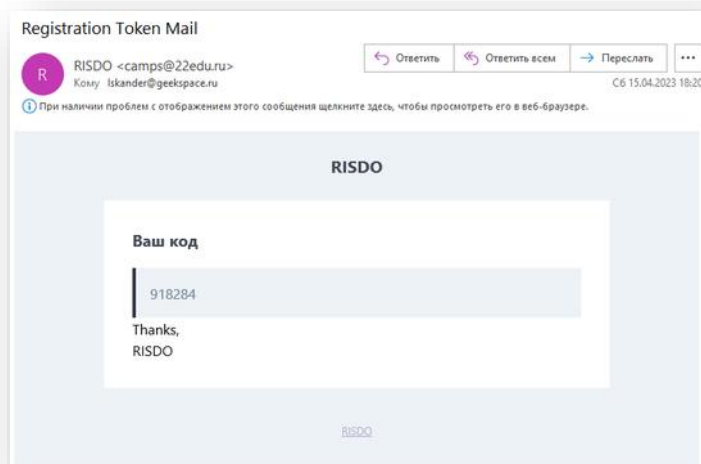 Registration Token Mail
R
RISDO <camps@22edu.ru>
Кому Iskander@geekspace.ru
Ответить
Ответить всем
Переслать
...
Сб 15.04.2023 18:20
При наличии проблем с отображением этого сообщения щелкните здесь, чтобы просмотреть его в веб-браузере.
RISDO
Ваш код
918284
Thanks,
RISDO
RISDO